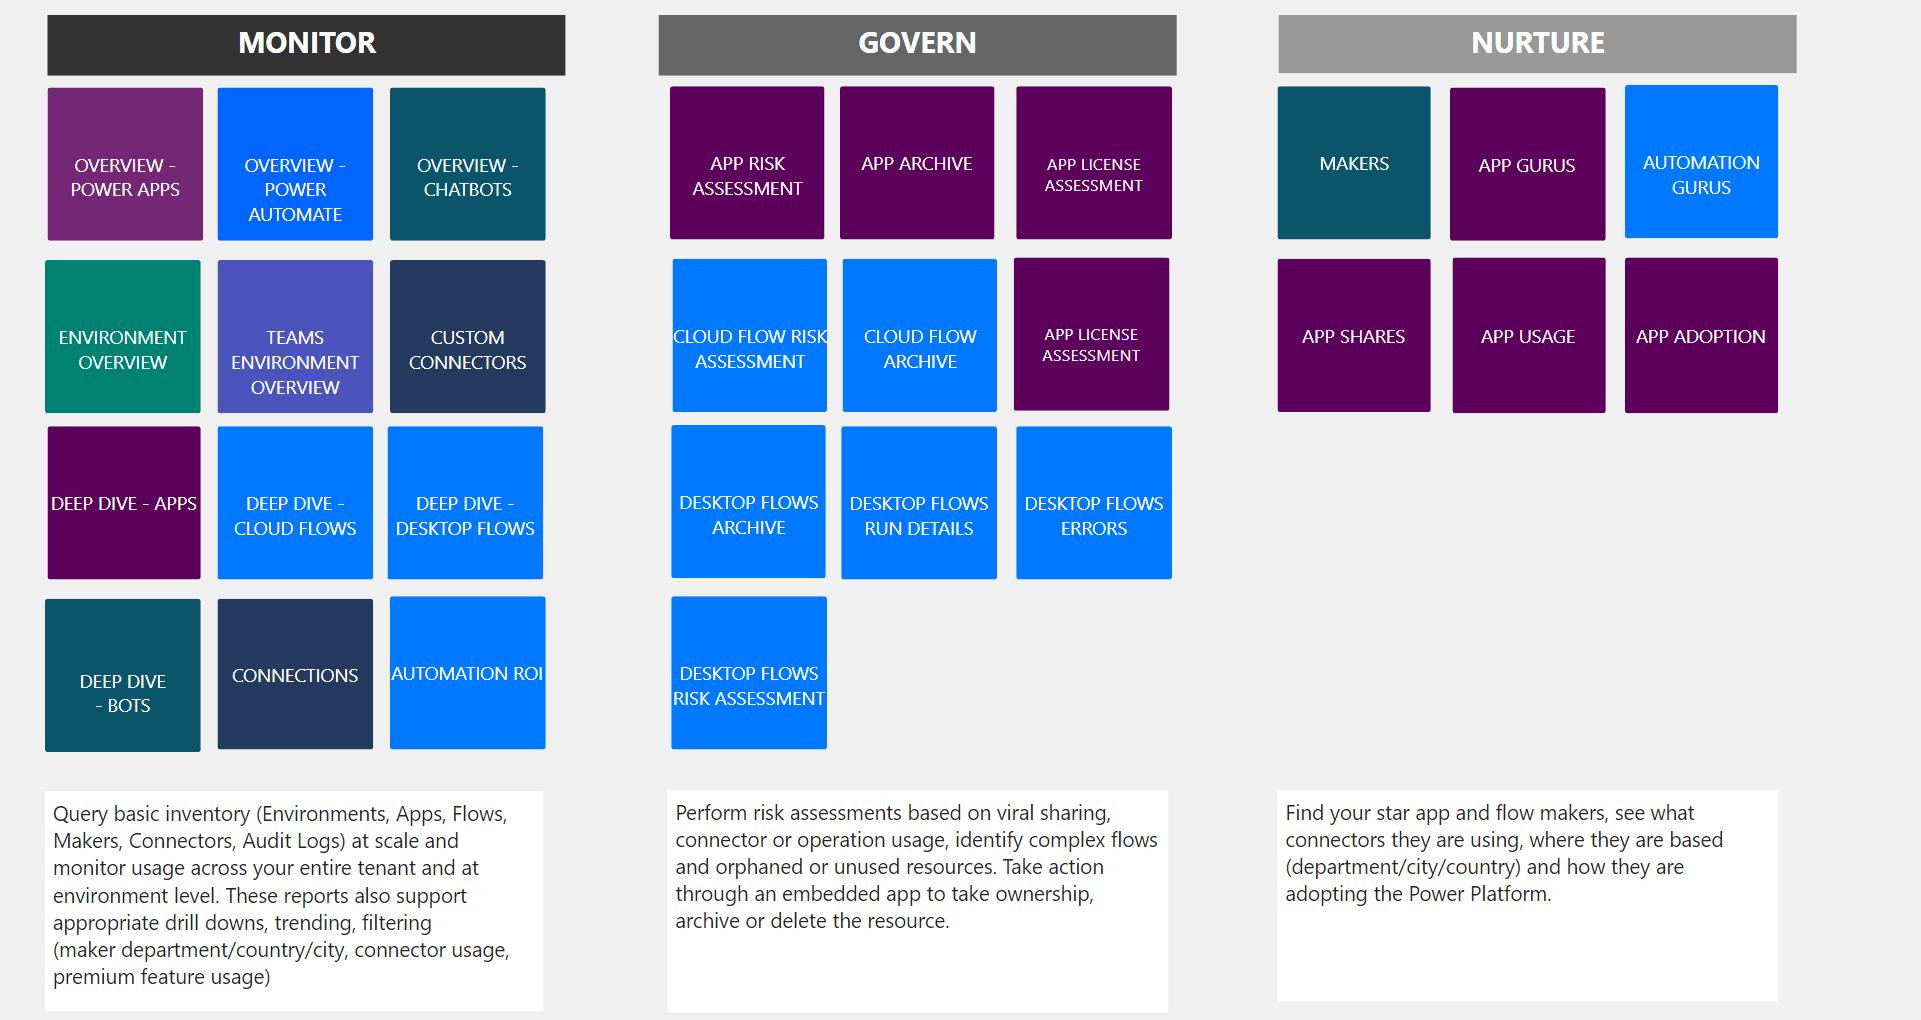 MONITOR
OVERVIEW -
POWER APPS
OVERVIEW -
POWER
AUTOMATE
OVERVIEW -
CHATBOTS
ENVIRONMENT
OVERVIEW
TEAMS
ENVIRONMENT
OVERVIEW
CUSTOM
CONNECTORS
DEEP DIVE - APPS
DEEP DIVE -
CLOUD FLOWS
DEEP DIVE -
DESKTOP FLOWS
DEEP DIVE
- BOTS
CONNECTIONS
AUTOMATION ROI
Query basic inventory (Environments, Apps, Flows,
Makers, Connectors, Audit Logs) at scale and
monitor usage across your entire tenant and at
environment level. These reports also support
appropriate drill downs, trending, filtering
(maker department/country/city, connector usage,
premium feature usage)
GOVERN
APP RISK
ASSESSMENT
APP ARCHIVE
APP LICENSE
ASSESSMENT
CLOUD FLOW RISK
ASSESSMENT
CLOUD FLOW
ARCHIVE
APP LICENSE
ASSESSMENT
DESKTOP FLOWS
ARCHIVE
DESKTOP FLOWS
RUN DETAILS
DESKTOP FLOWS
ERRORS
DESKTOP FLOWS
RISK ASSESSMENT
Perform risk assessments based on viral sharing,
connector or operation usage, identify complex flows
and orphaned or unused resources. Take action
through an embedded app to take ownership,
archive or delete the resource.
NURTURE
MAKERS
APP GURUS
AUTOMATION
GURUS
APP SHARES
APP USAGE
APP ADOPTION
Find your star app and flow makers, see what
connectors they are using, where they are based
(department/city/country) and how they are
adopting the Power Platform.